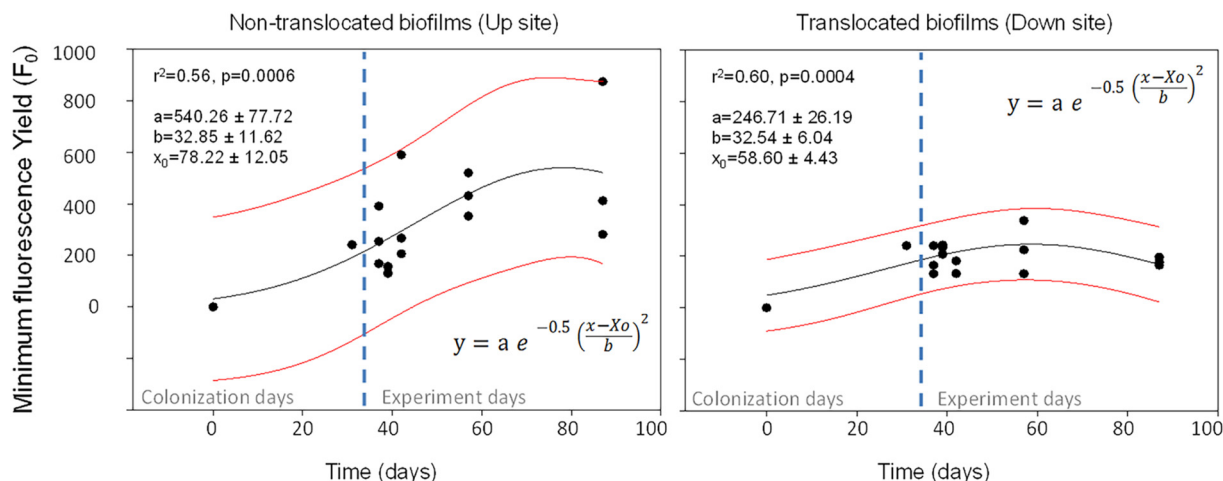 Non-translocated biofilms (Up site)
Translocated biofilms (Down site)
Minimum fluorescence Yield (F₀)
1000
800
600
400
200
0
r²=0.56, p=0.0006
a=540.26 ± 77.72
b=32.85 ± 11.62
x₀=78.22 ± 12.05
y = a e^{-0.5 (\frac{x-Xo}{b})^2}
Colonization days
Experiment days
0 20 40 60 80 100
Time (days)
r²=0.60, p=0.0004
a=246.71 ± 26.19
b=32.54 ± 6.04
x₀=58.60 ± 4.43
y = a e^{-0.5 (\frac{x-Xo}{b})^2}
Colonization days
Experiment days
0 20 40 60 80 100
Time (days)